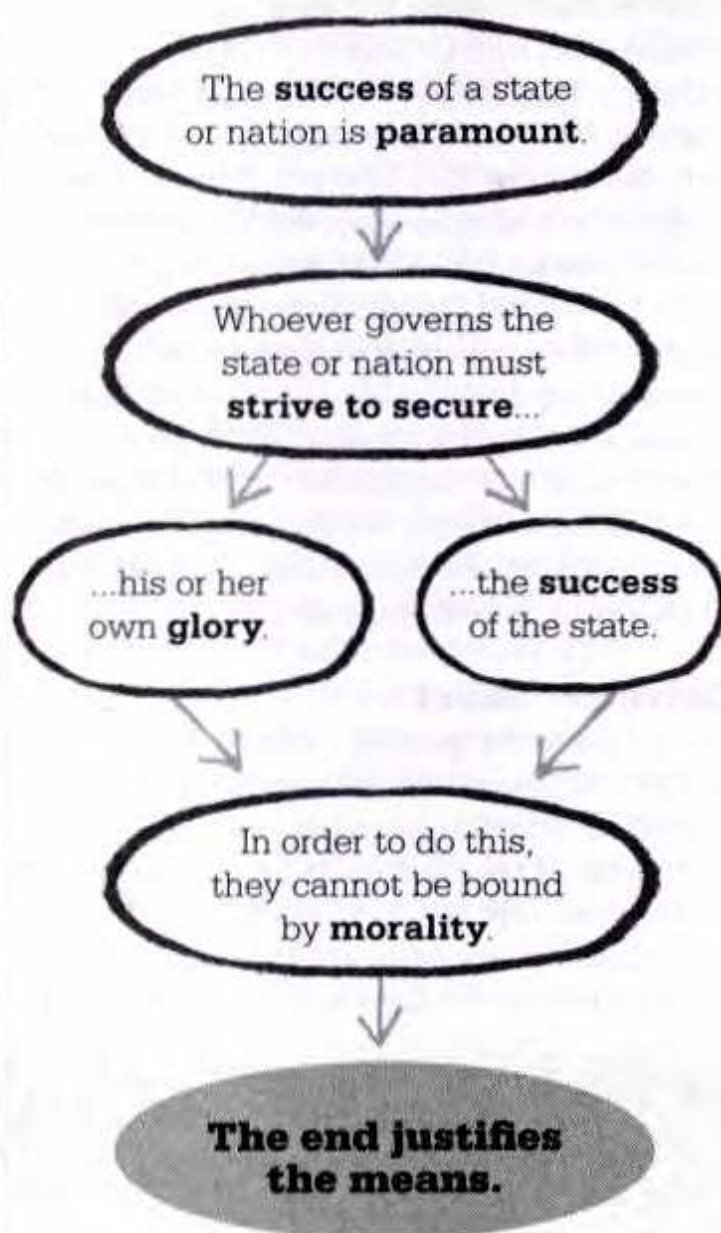 The success of a state
or nation is paramount.
Whoever governs the
state or nation must
strive to secure...
...his or her
own glory.
...the success
of the state.
In order to do this,
they cannot be bound
by morality.
The end justifies
the means.